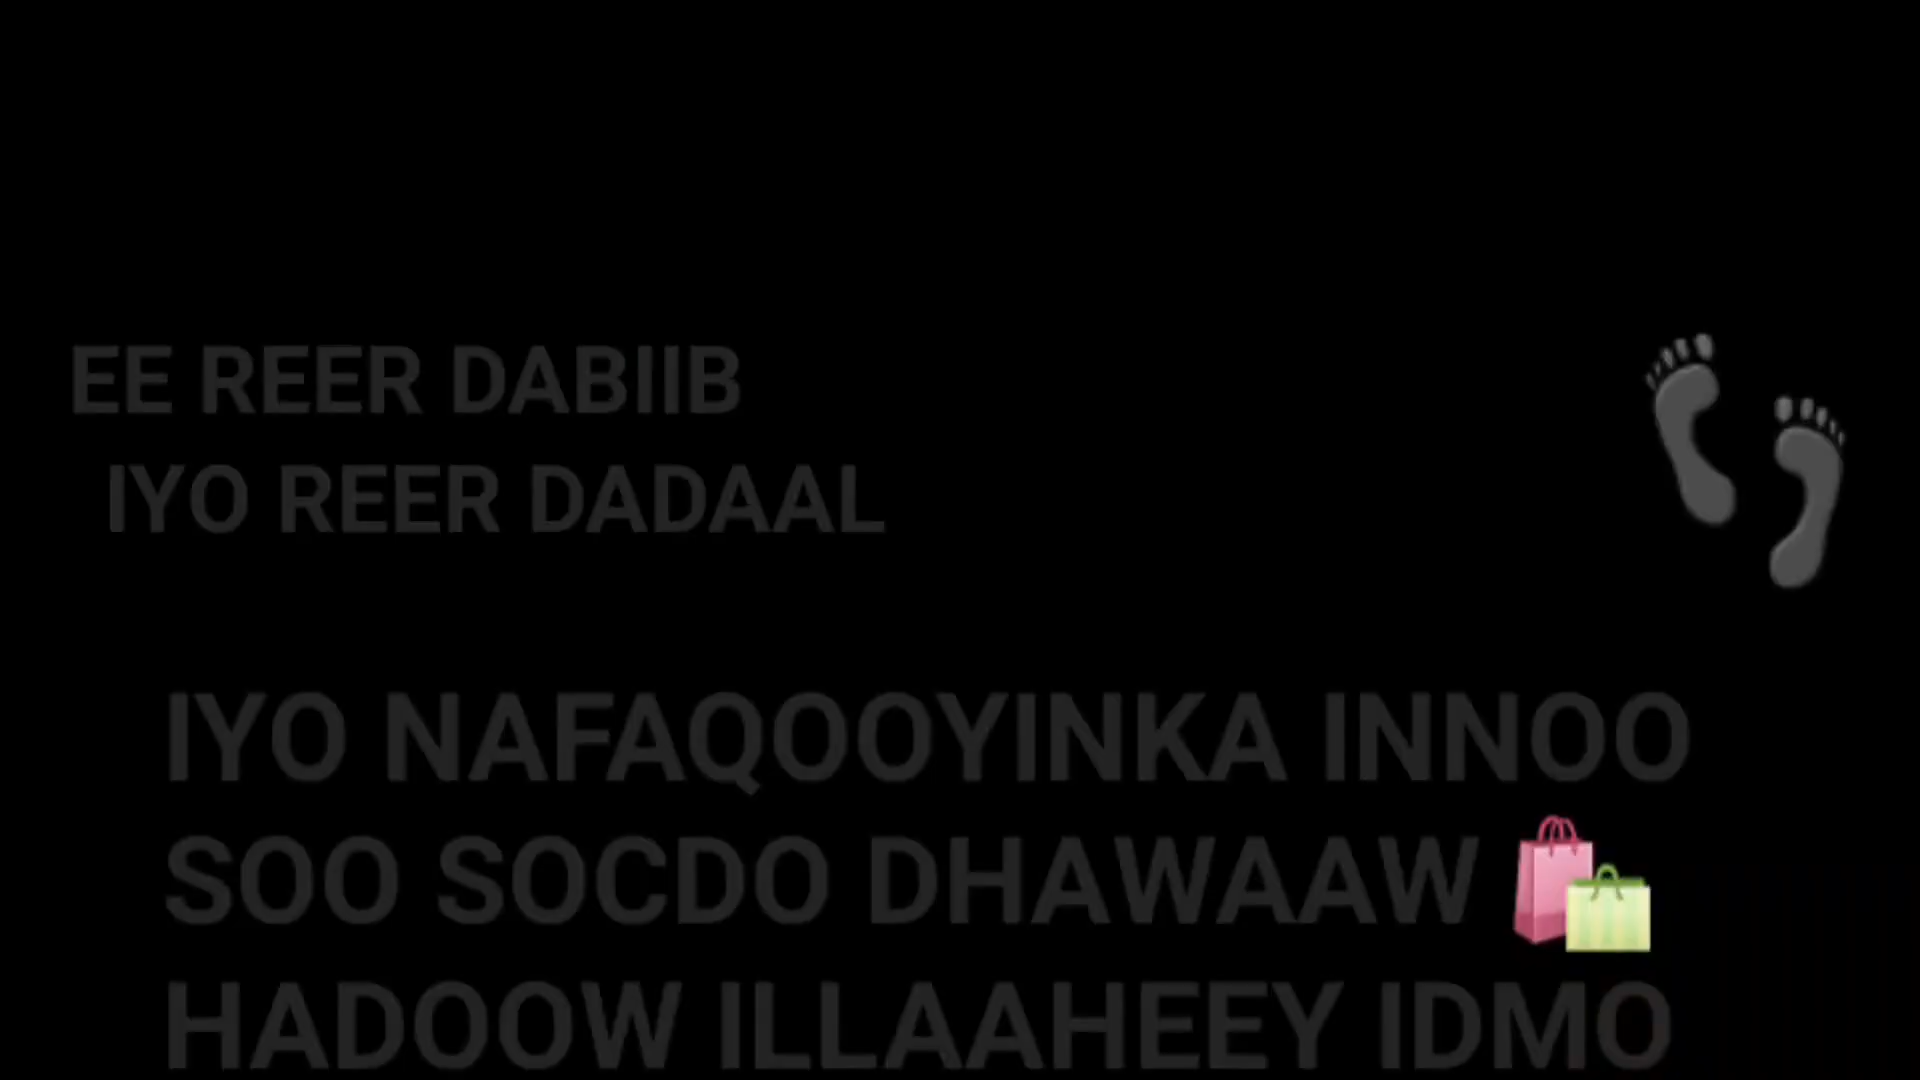 EE REER DABIIB
IYO REER DADAAL
IYO NAFAQOOYINKA INNOO
SOO SOCDO DHAWAAW
HADOOW ILLAAHEEY IDMO